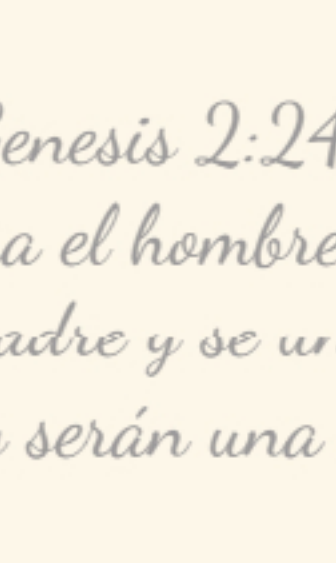 enesis 2:24
a el hombre
adre y se un
serán una